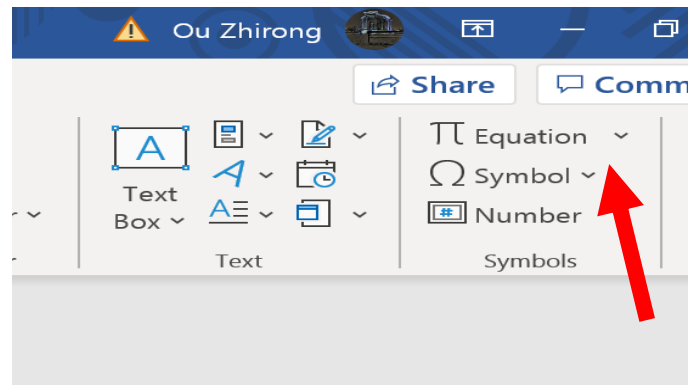 Ou Zhirong
Share Comm
π Equation
Text Ω Symbol
Box # Number
Text Symbols